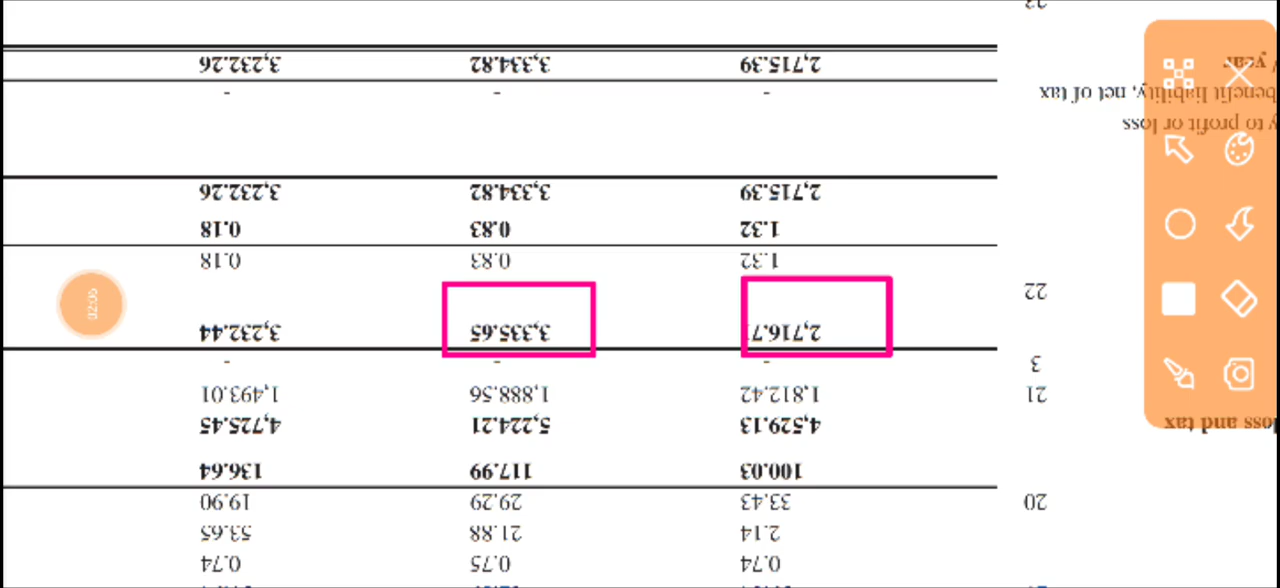 0.74 0.75 0.74
2.14 21.88 53.65
20 33.43 29.29 19.90
100.03 117.99 136.64
loss and tax 4,529.13 5,224.21 4,725.45
21 1,812.42 1,888.56 1,493.01
3 - - -
2,716.7 3,335.65 3,232.44
22
1.32 0.83 0.18
1.32 0.83 0.18
2,715.39 3,334.82 3,232.26
to profit or loss
benefit liability, net of tax - - -
year 2,715.39 3,334.82 3,232.26
02:06